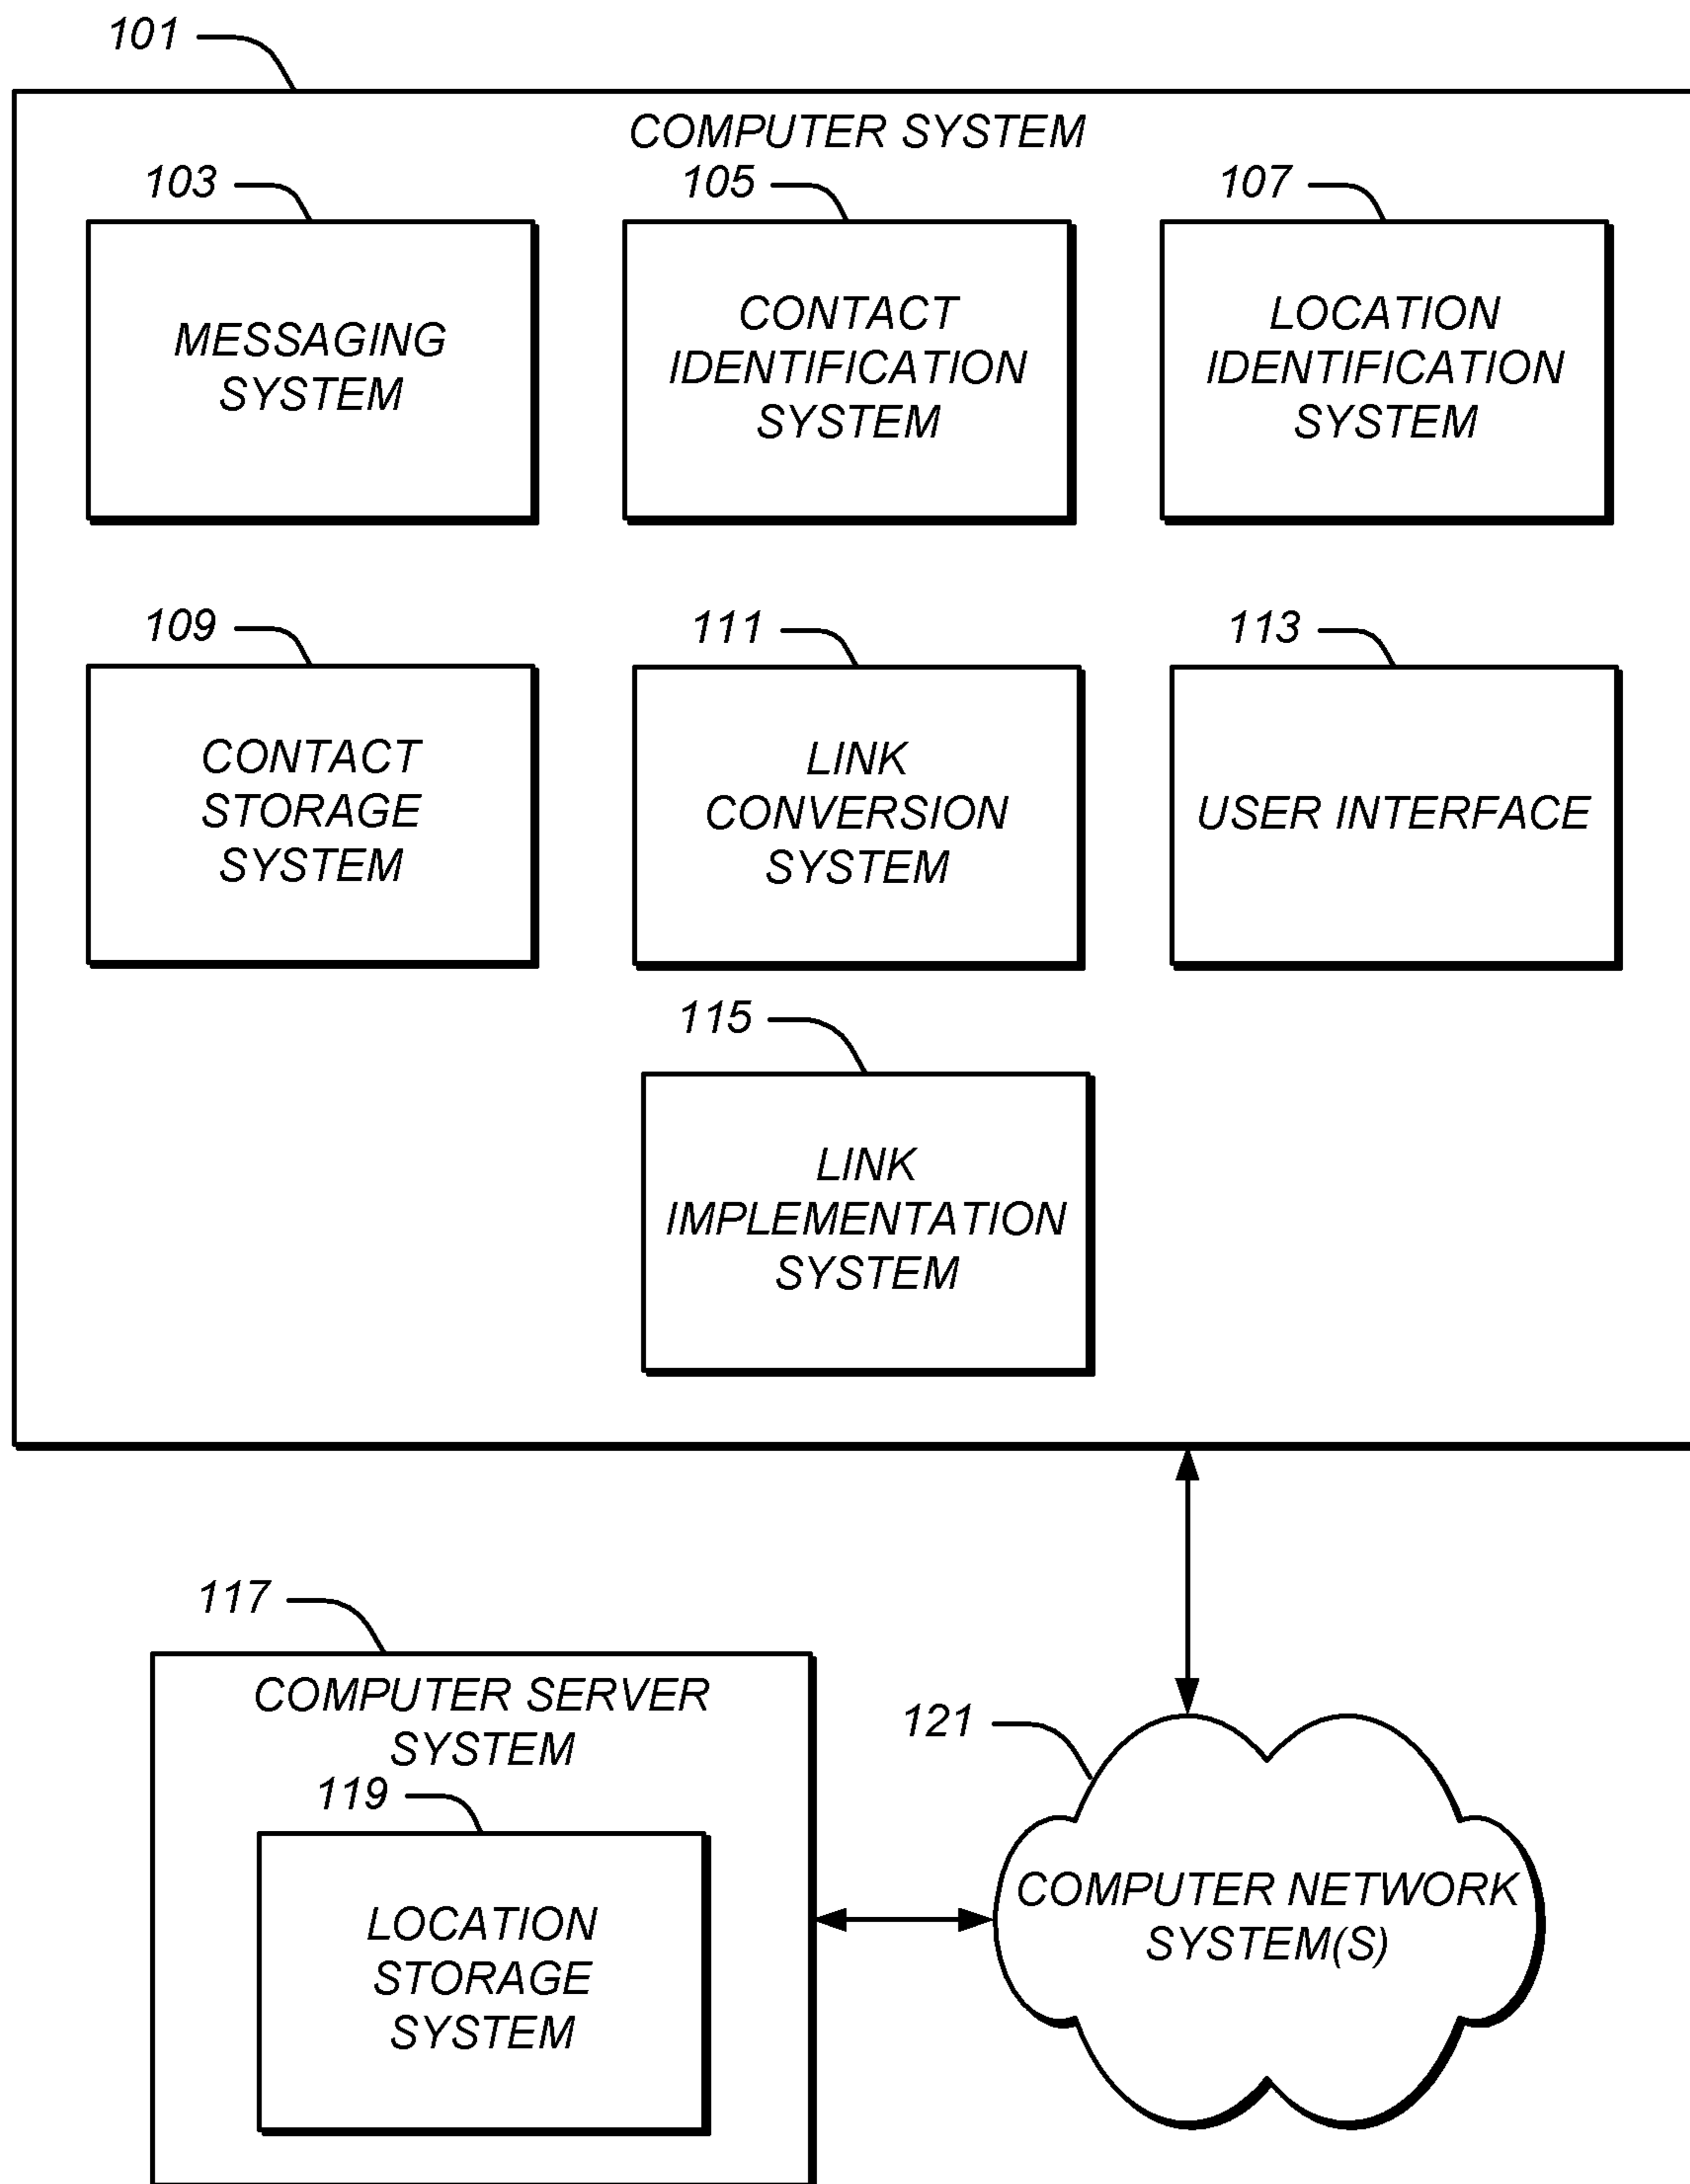 101
COMPUTER SYSTEM
103
105
107
MESSAGING
SYSTEM
CONTACT
IDENTIFICATION
SYSTEM
LOCATION
IDENTIFICATION
SYSTEM
109
111
113
CONTACT
STORAGE
SYSTEM
LINK
CONVERSION
SYSTEM
USER INTERFACE
115
LINK
IMPLEMENTATION
SYSTEM
117
COMPUTER SERVER
SYSTEM
119
LOCATION
STORAGE
SYSTEM
121
COMPUTER NETWORK
SYSTEM(S)